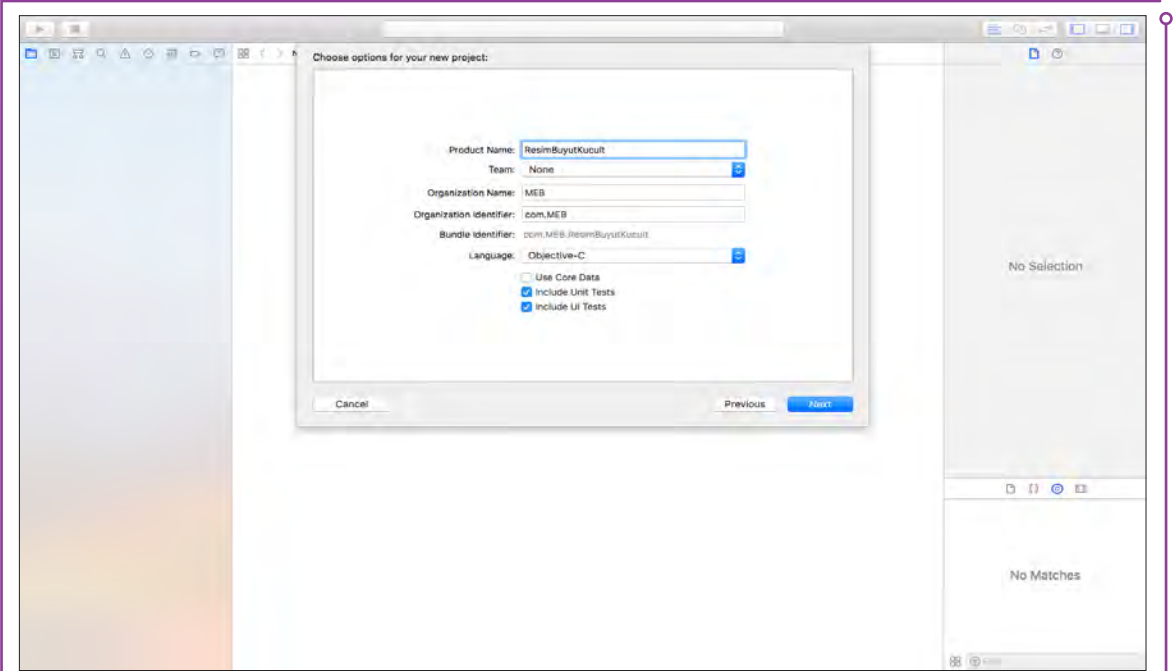 Choose options for your new project:
Product Name: ResimBuyutKucult
Team: None
Organization Name: MEB
Organization Identifier: com.MEB
Bundle Identifier: com.MEB.ResimBuyutKucult
Language: Objective-C
Use Core Data
Include Unit Tests
Include UI Tests
Cancel
Previous
Next
No Selection
No Matches